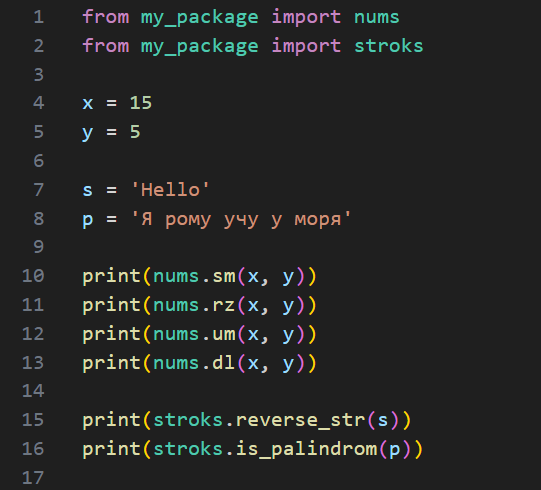 1 from my_package import nums
2 from my_package import stroks
3
4 x = 15
5 y = 5
6
7 s = 'Hello'
8 p = 'Я рому учу у моря'
9
10 print(nums.sm(x, y))
11 print(nums.rz(x, y))
12 print(nums.um(x, y))
13 print(nums.dl(x, y))
14
15 print(stroks.reverse_str(s))
16 print(stroks.is_palindrom(p))
17